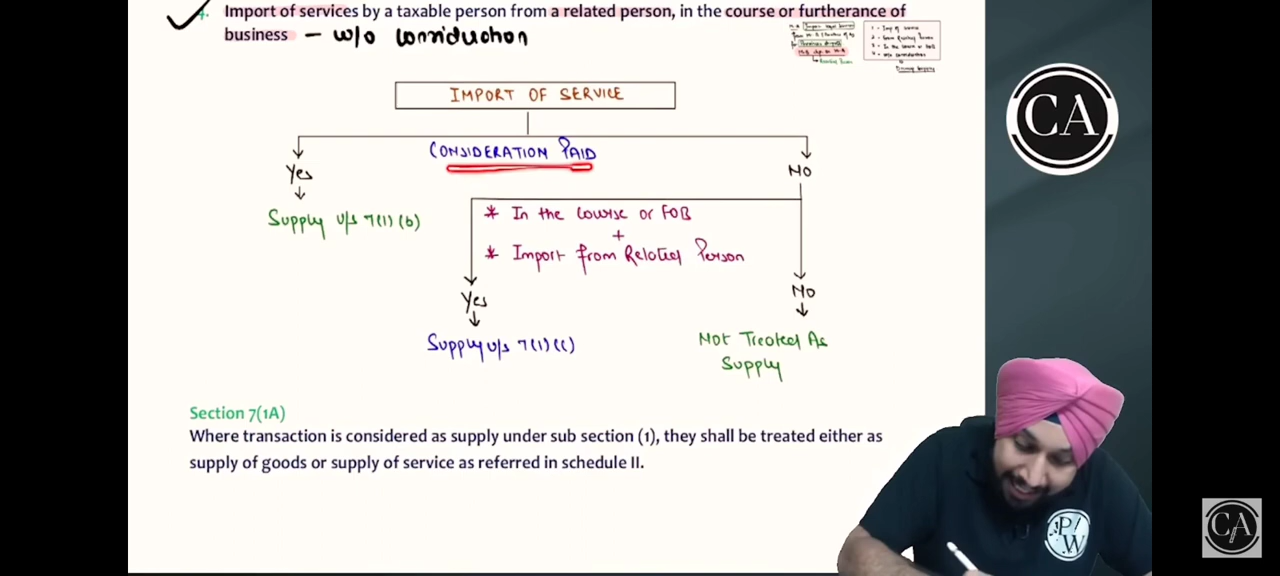 4. Import of services by a taxable person from a related person, in the course or furtherance of
business – w/o
IMPORT OF SERVICE
CONSIDERATION PAID
Yes
NO
Supply u/s 7(1)(b)
* In the course or FOB
+
* Import from Related Person
Yes
NO
Supply u/s 7(1)(c)
Not Treated As
Supply
Section 7(1A)
Where transaction is considered as supply under sub section (1), they shall be treated either as
supply of goods or supply of service as referred in schedule II.
CA
P/W
CA